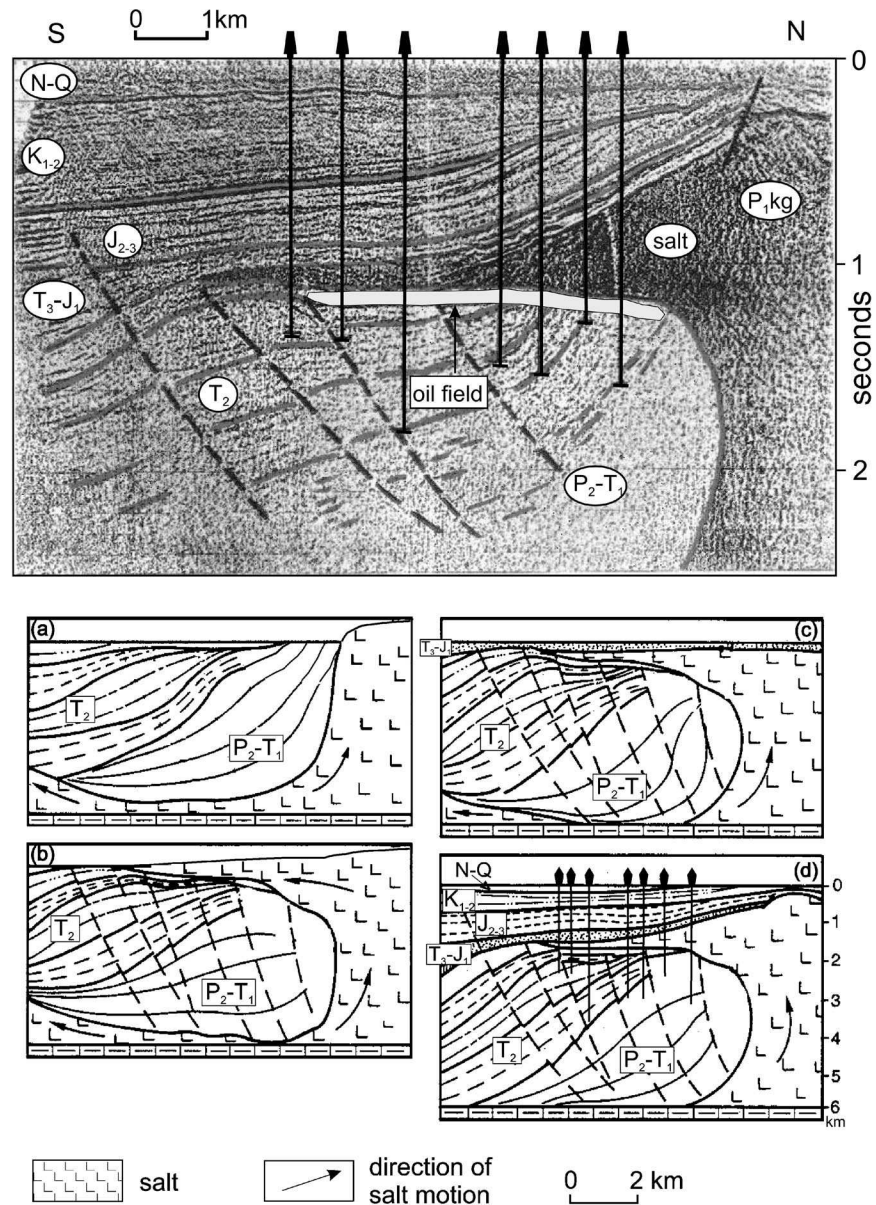 0 1km
S N
N-Q
K₁₋₂
J₂₋₃
T₃-J₁
T₂
oil field
P₂-T₁
salt
P₁kg
0
1
2
seconds
(a)
T₂
P₂-T₁
(b)
T₂
P₂-T₁
(c)
T₃-J₁
T₂
P₂-T₁
(d)
N-Q
K₁₋₂
J₂₋₃
T₃-J₁
T₂
P₂-T₁
0
1
2
3
4
5
6
km
salt
direction of
salt motion
0 2 km